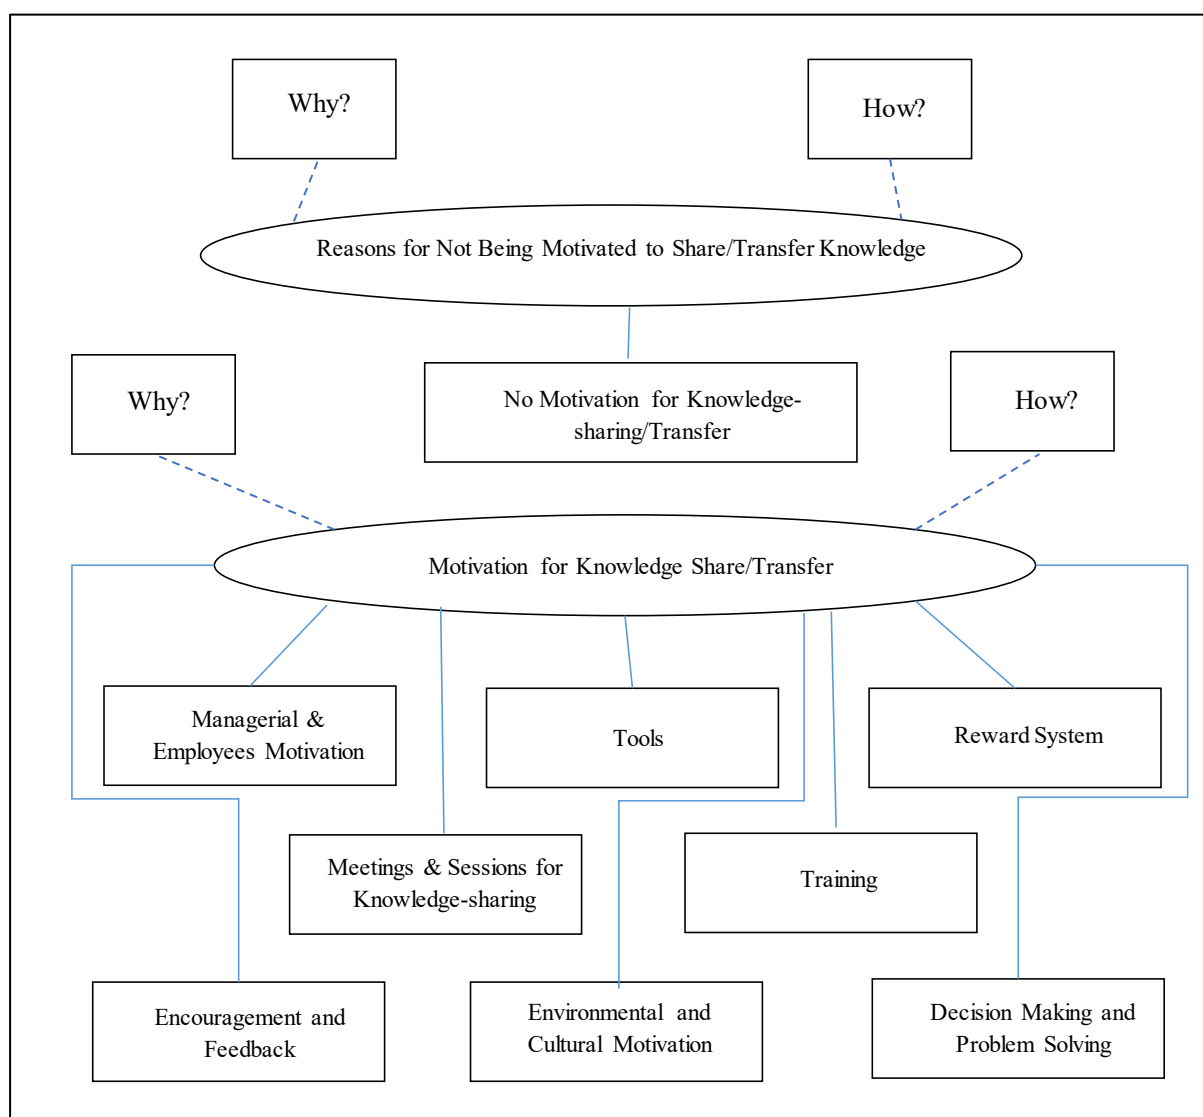 Why?
How?
Reasons for Not Being Motivated to Share/Transfer Knowledge
No Motivation for Knowledge-
sharing/Transfer
Why?
How?
Motivation for Knowledge Share/Transfer
Managerial &
Employees Motivation
Tools
Reward System
Meetings & Sessions for
Knowledge-sharing
Training
Encouragement and
Feedback
Environmental and
Cultural Motivation
Decision Making and
Problem Solving